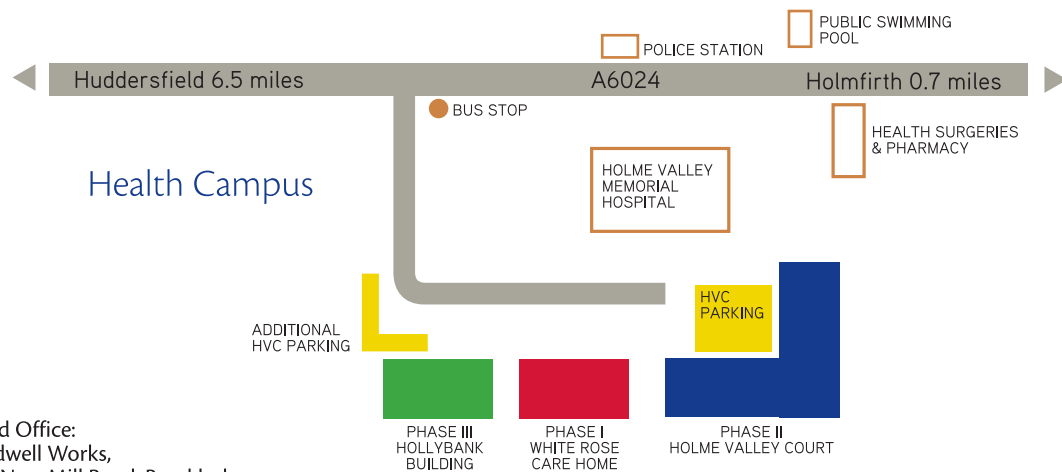 PUBLIC SWIMMING
POOL
POLICE STATION
Huddersfield 6.5 miles
A6024
Holmfirth 0.7 miles
BUS STOP
HEALTH SURGERIES
& PHARMACY
Health Campus
HOLME VALLEY
MEMORIAL
HOSPITAL
HVC
PARKING
ADDITIONAL
HVC PARKING
PHASE III
HOLLYBANK
BUILDING
PHASE I
WHITE ROSE
CARE HOME
PHASE II
HOLME VALLEY COURT
Office:
Works,